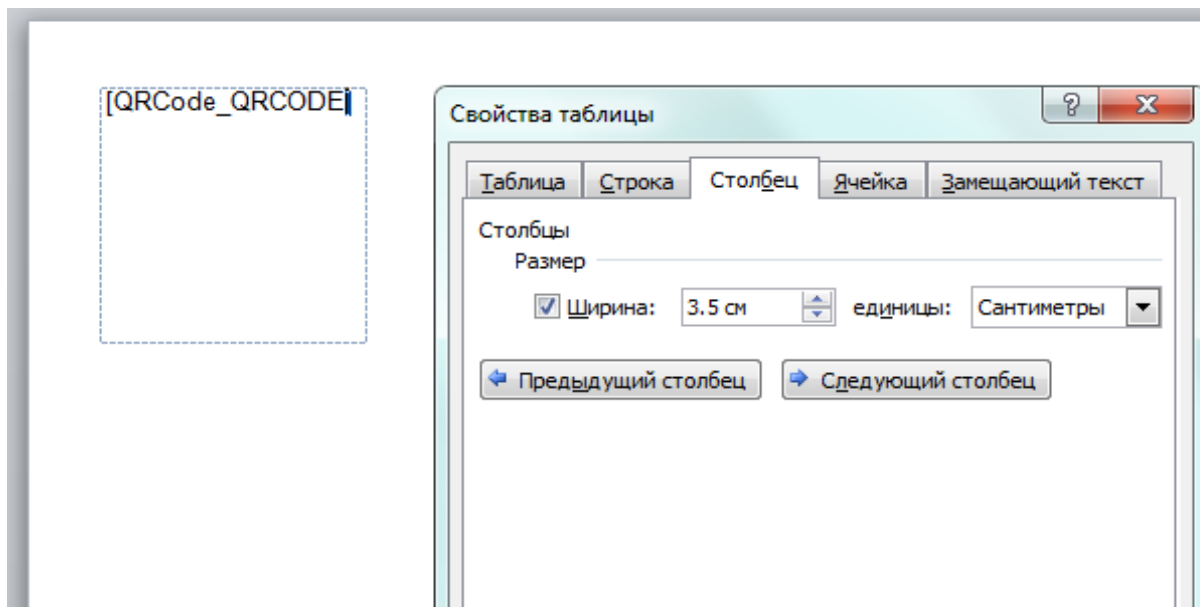 [QRCode_QRCODE]
Свойства таблицы
?
Таблица Строка Столбец Ячейка Замещающий текст
Столбцы
Размер
Ширина: 3.5 см единицы: Сантиметры
Предыдущий столбец Следующий столбец